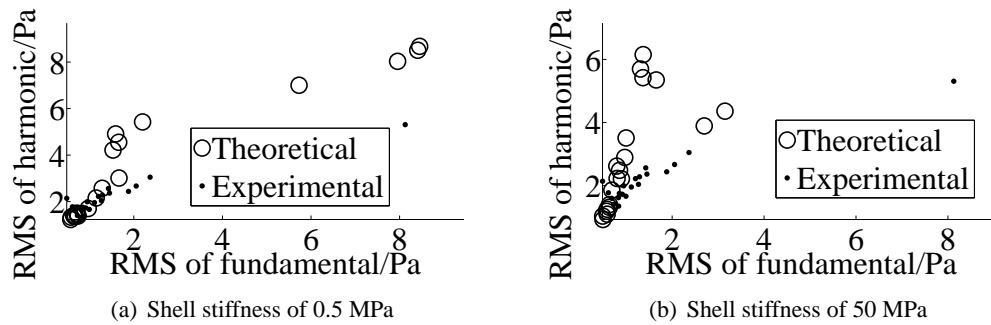 RMS of harmonic/Pa
8
6
4
2
Theoretical
Experimental
2
4
6
8
RMS of fundamental/Pa
(a) Shell stiffness of 0.5 MPa
RMS of harmonic/Pa
6
4
2
Theoretical
Experimental
2
4
6
8
RMS of fundamental/Pa
(b) Shell stiffness of 50 MPa